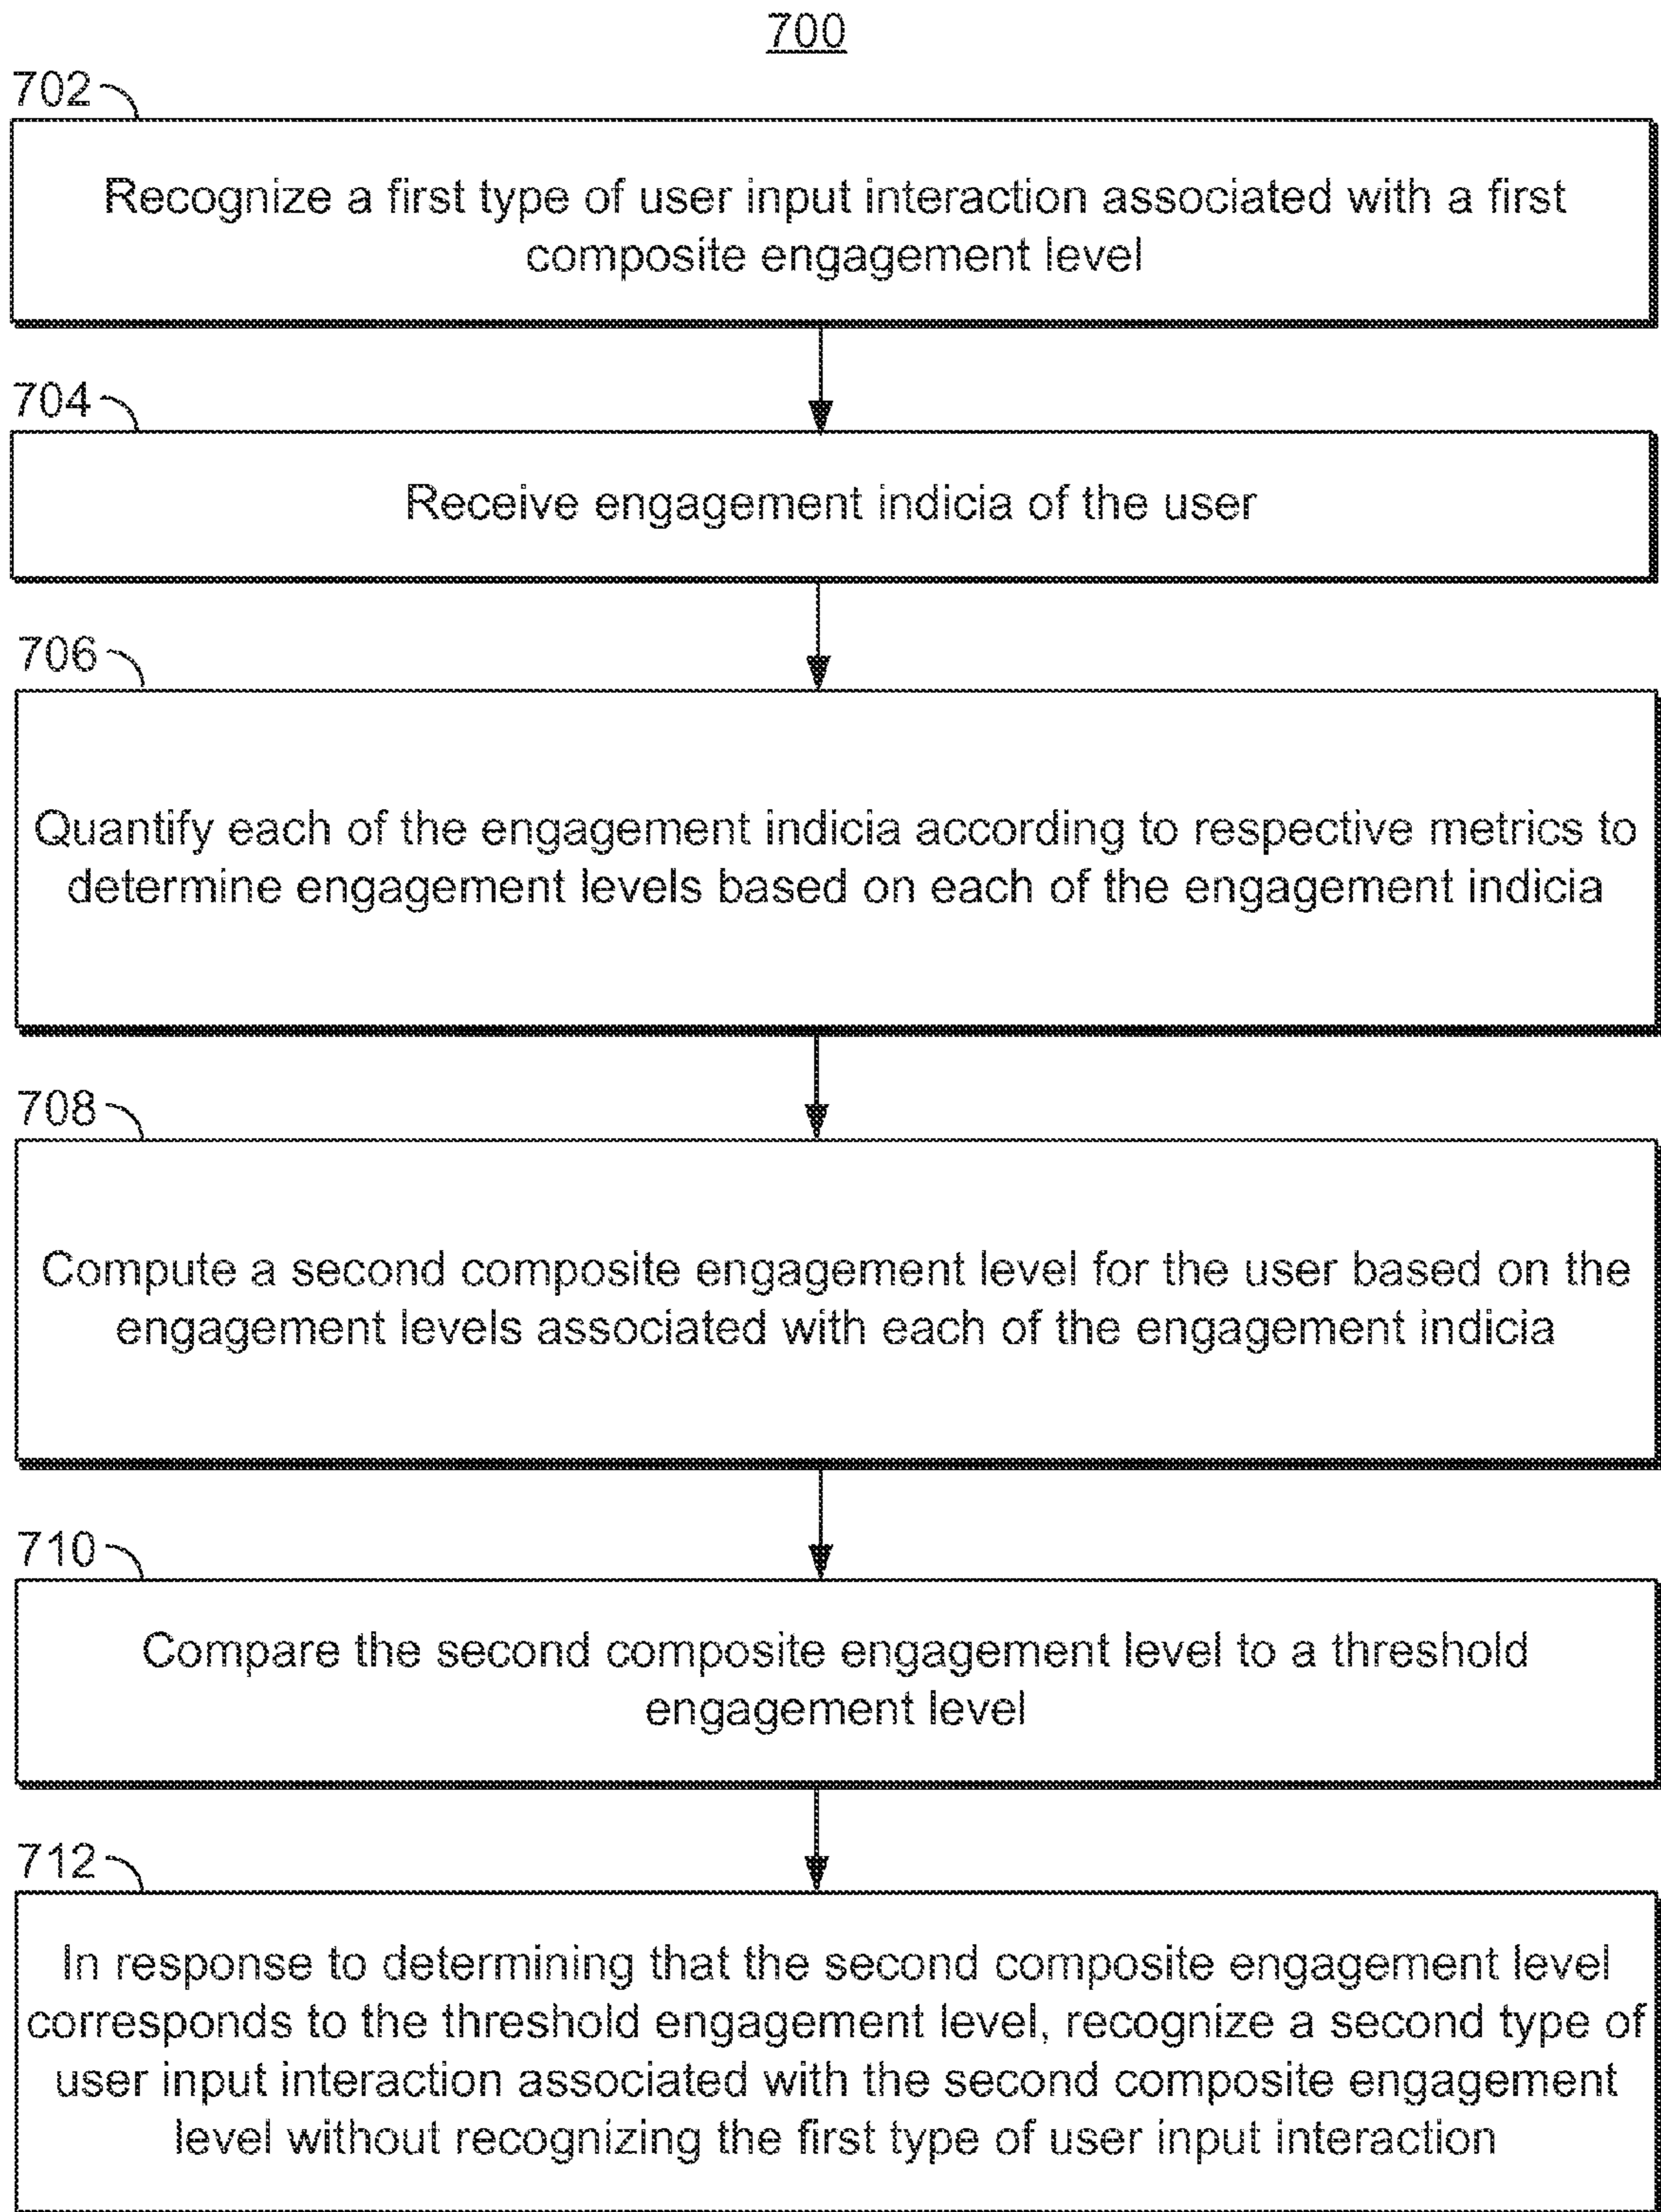 700
702
Recognize a first type of user input interaction associated with a first
composite engagement level
704
Receive engagement indicia of the user
706
Quantify each of the engagement indicia according to respective metrics to
determine engagement levels based on each of the engagement indicia
708
Compute a second composite engagement level for the user based on the
engagement levels associated with each of the engagement indicia
710
Compare the second composite engagement level to a threshold
engagement level
712
In response to determining that the second composite engagement level
corresponds to the threshold engagement level, recognize a second type of
user input interaction associated with the second composite engagement
level without recognizing the first type of user input interaction